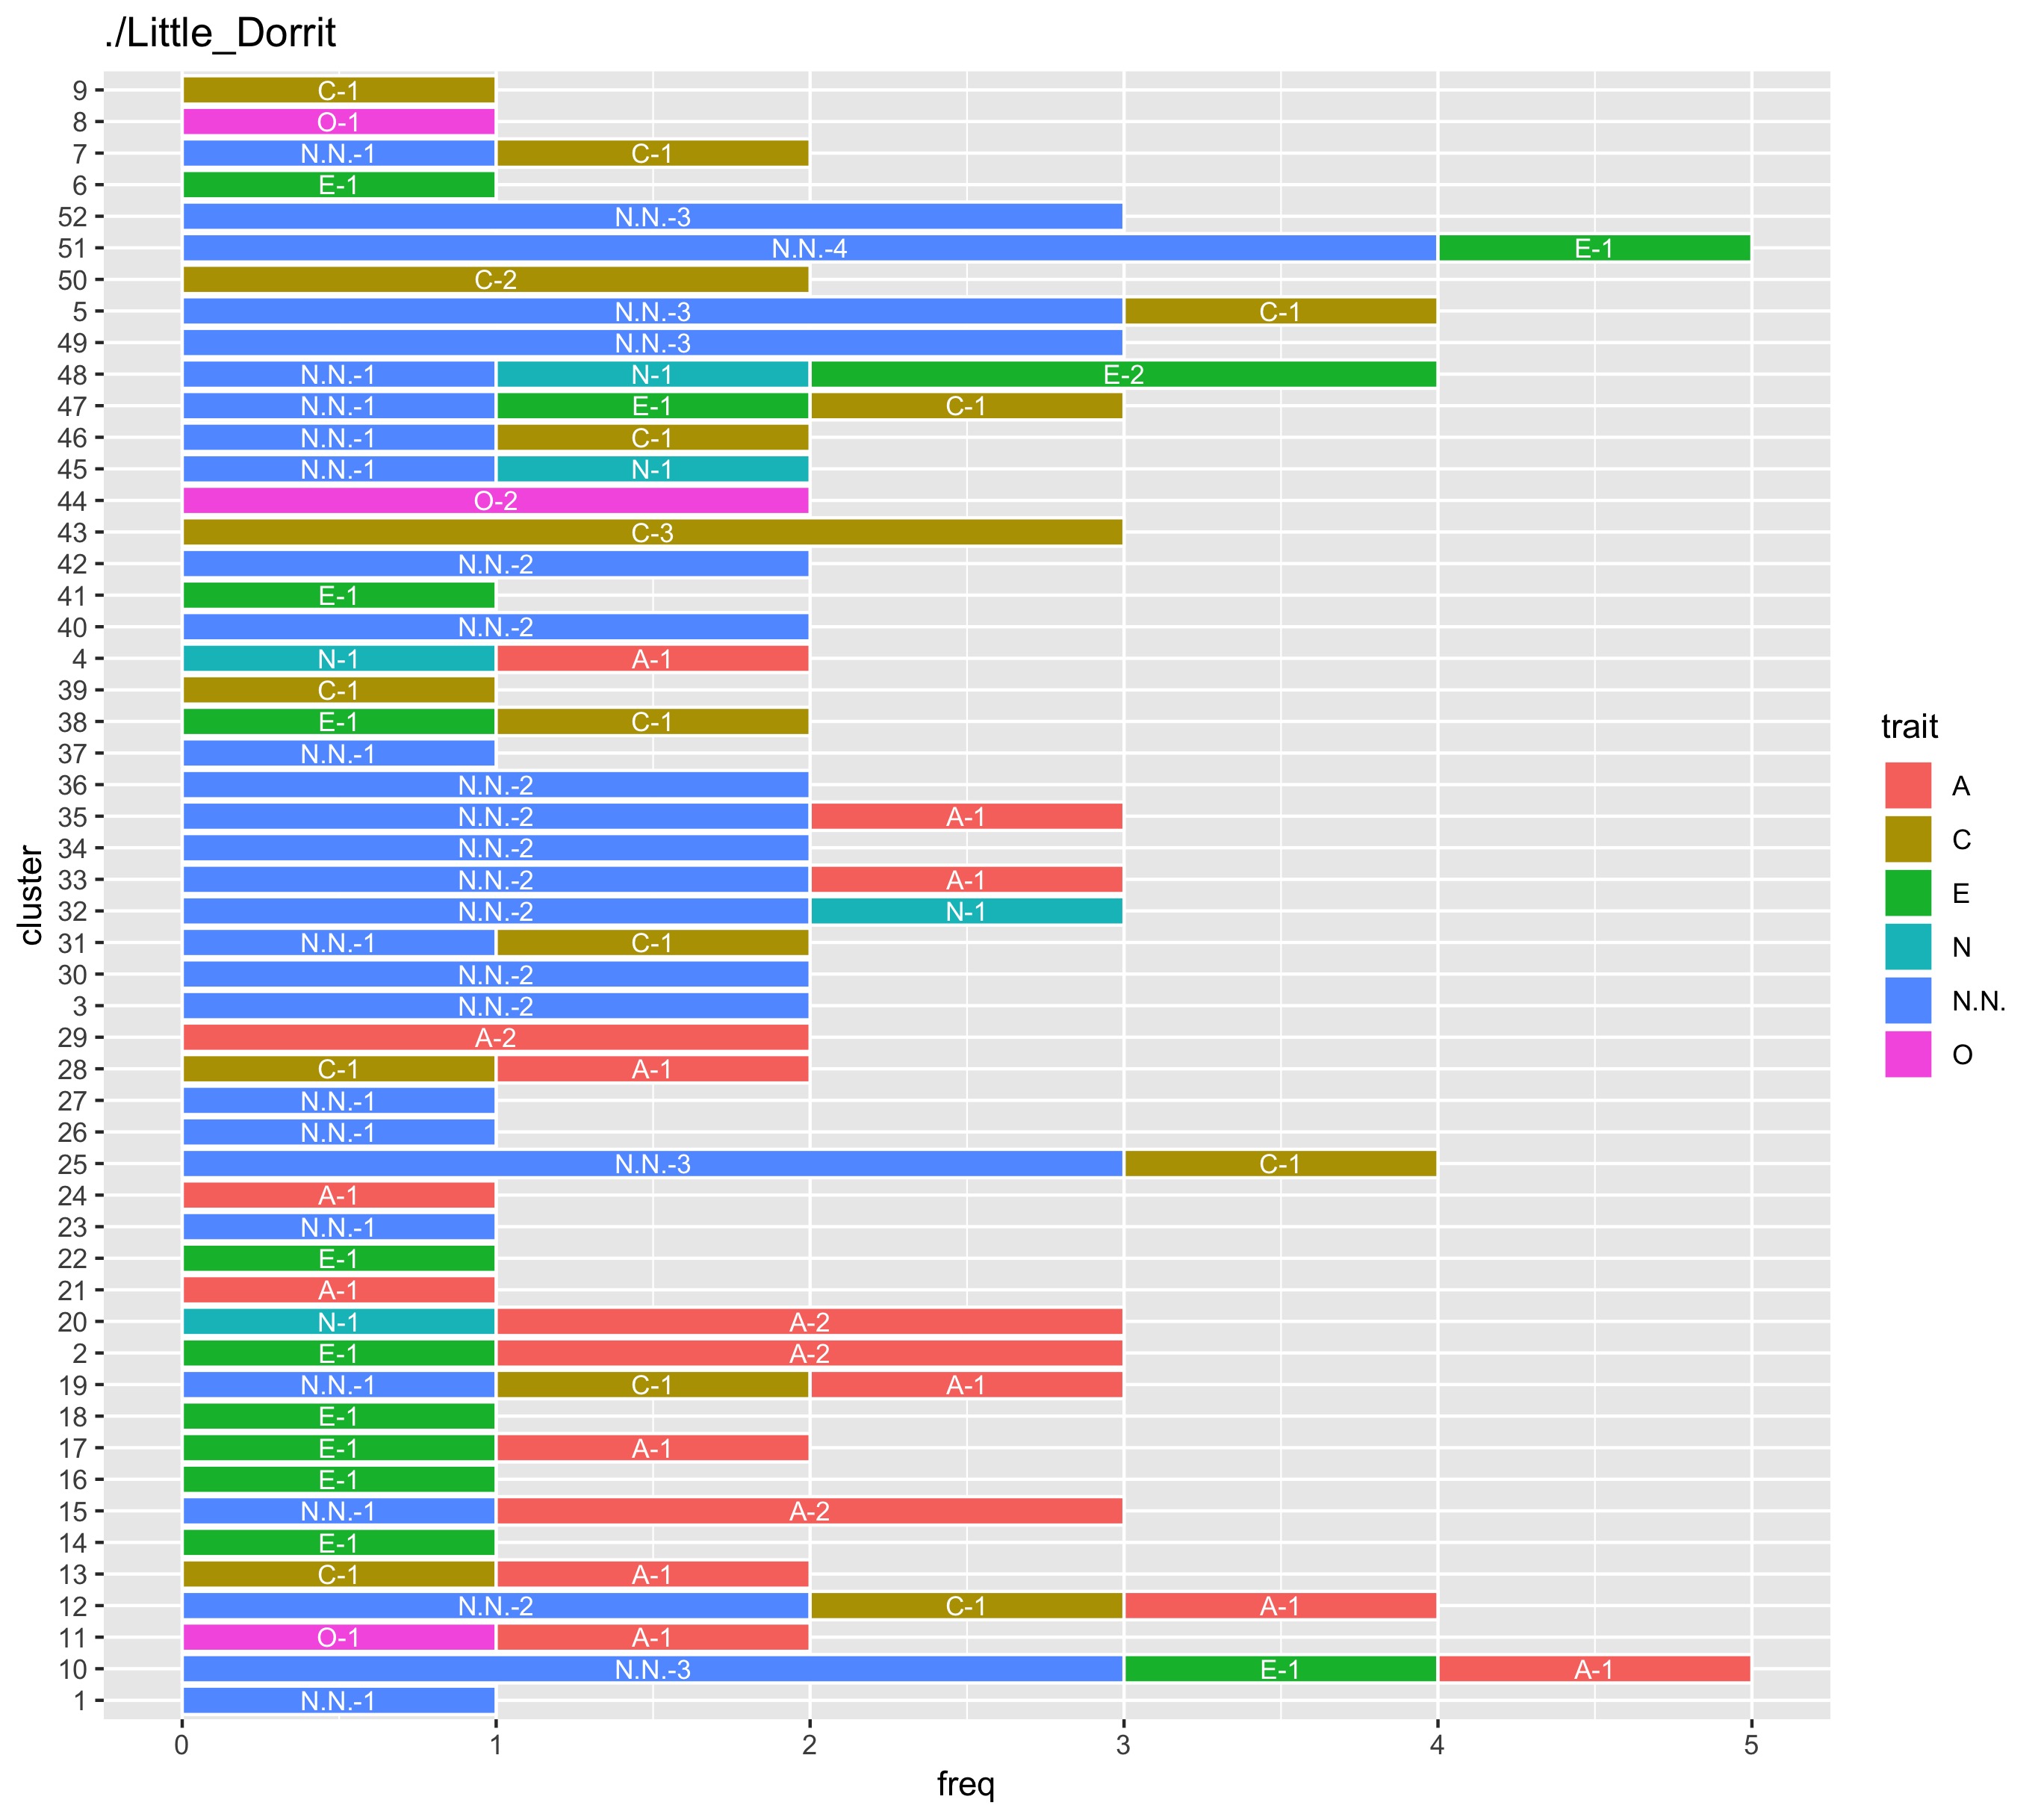 ./Little_Dorrit
9 C-1
8 O-1
7 N.N.-1 C-1
6 E-1
52 N.N.-3
51 N.N.-4 E-1
50 C-2
5 N.N.-3 C-1
49 N.N.-3
48 N.N.-1 N-1 E-2
47 N.N.-1 E-1 C-1
46 N.N.-1 C-1
45 N.N.-1 N-1
44 O-2
43 C-3
42 N.N.-2
41 E-1
40 N.N.-2
4 N-1 A-1
39 C-1
38 E-1 C-1
37 N.N.-1
36 N.N.-2
35 N.N.-2 A-1
34 N.N.-2
33 N.N.-2 A-1
32 N.N.-2 N-1
31 N.N.-1 C-1
30 N.N.-2
3 N.N.-2
29 A-2
28 C-1 A-1
27 N.N.-1
26 N.N.-1
25 N.N.-3 C-1
24 A-1
23 N.N.-1
22 E-1
21 A-1
20 N-1 A-2
2 E-1 A-2
19 N.N.-1 C-1 A-1
18 E-1
17 E-1 A-1
16 E-1
15 N.N.-1 A-2
14 E-1
13 C-1 A-1
12 N.N.-2 C-1 A-1
11 O-1 A-1
10 N.N.-3 E-1 A-1
1 N.N.-1
0 1 2 3 4 5
freq
cluster
trait
A
C
E
N
N.N.
O